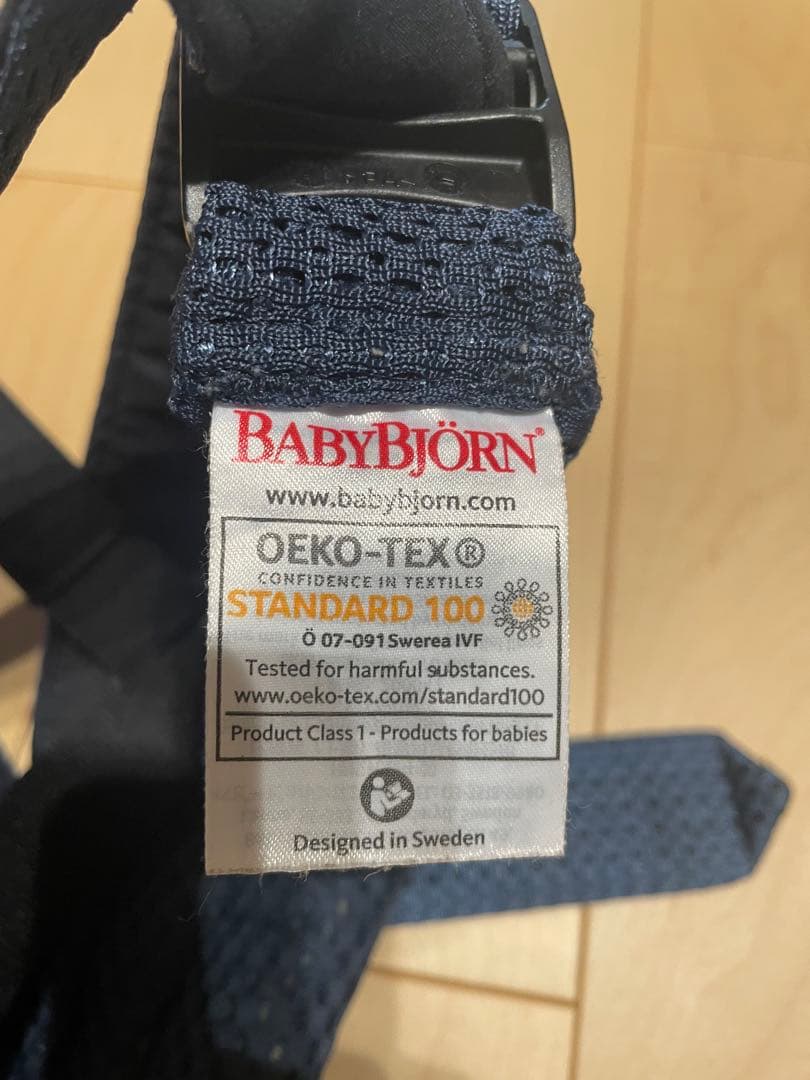 BABYBJÖRN®
www.babybjorn.com
OEKO-TEX®
CONFIDENCE IN TEXTILES
STANDARD 100
Ö 07-091 Swerea IVF
Tested for harmful substances.
www.oeko-tex.com/standard100
Product Class 1 - Products for babies
Designed in Sweden